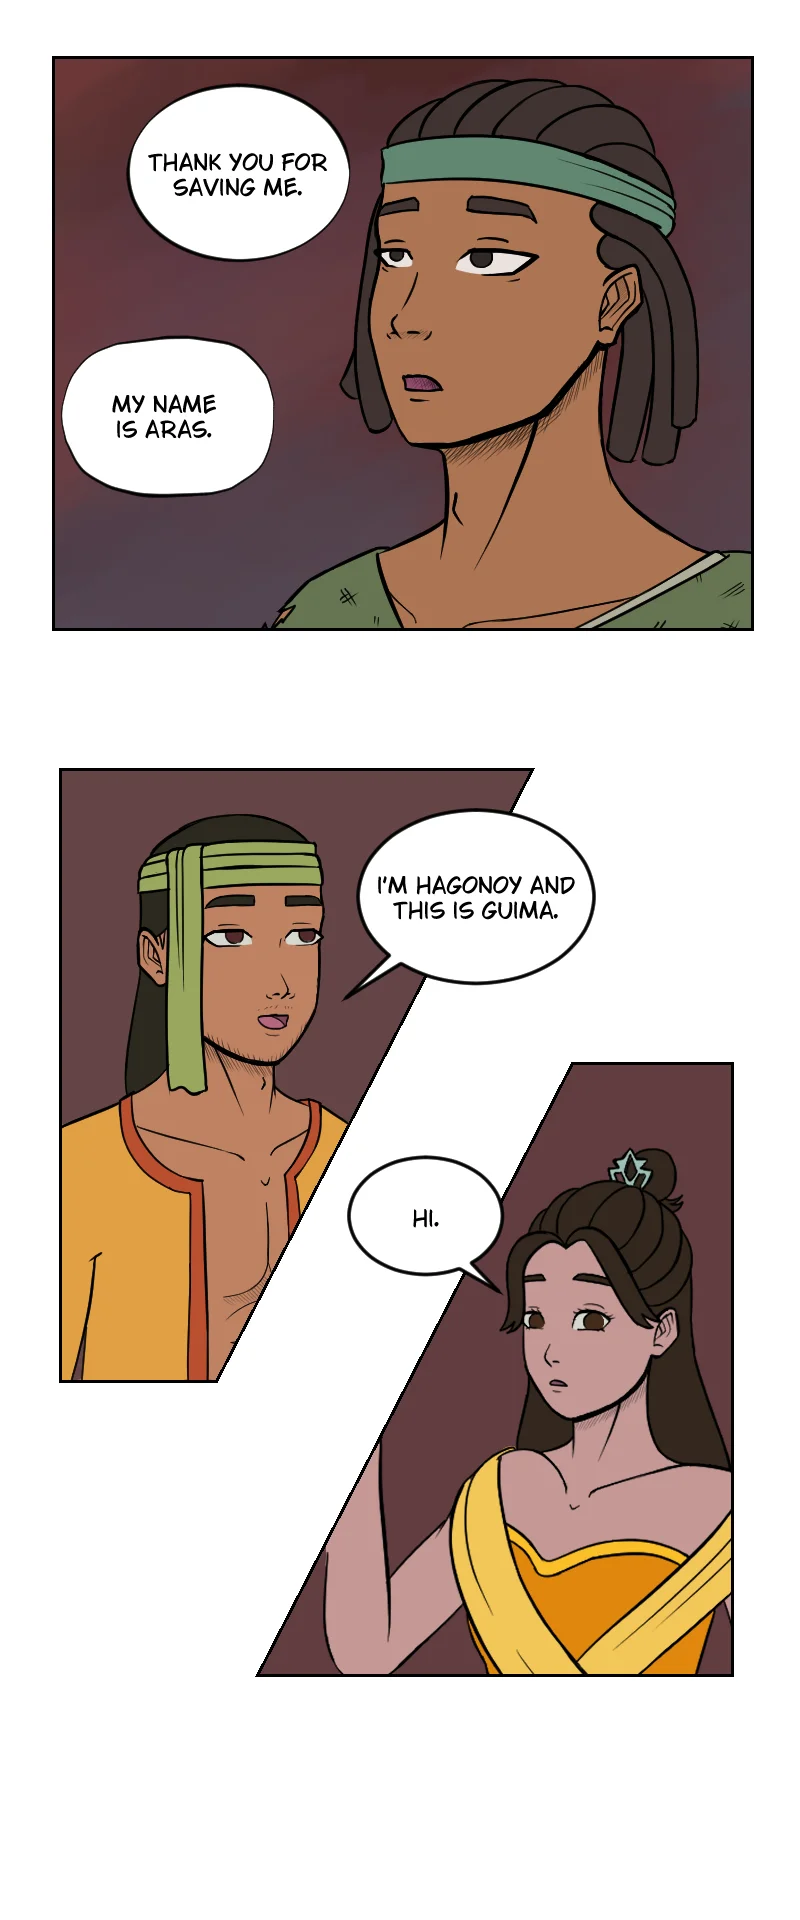 THANK YOU FOR
SAVING ME.
MY NAME
IS ARAS.
I'M HAGONOY AND
THIS IS GUIMA.
HI.